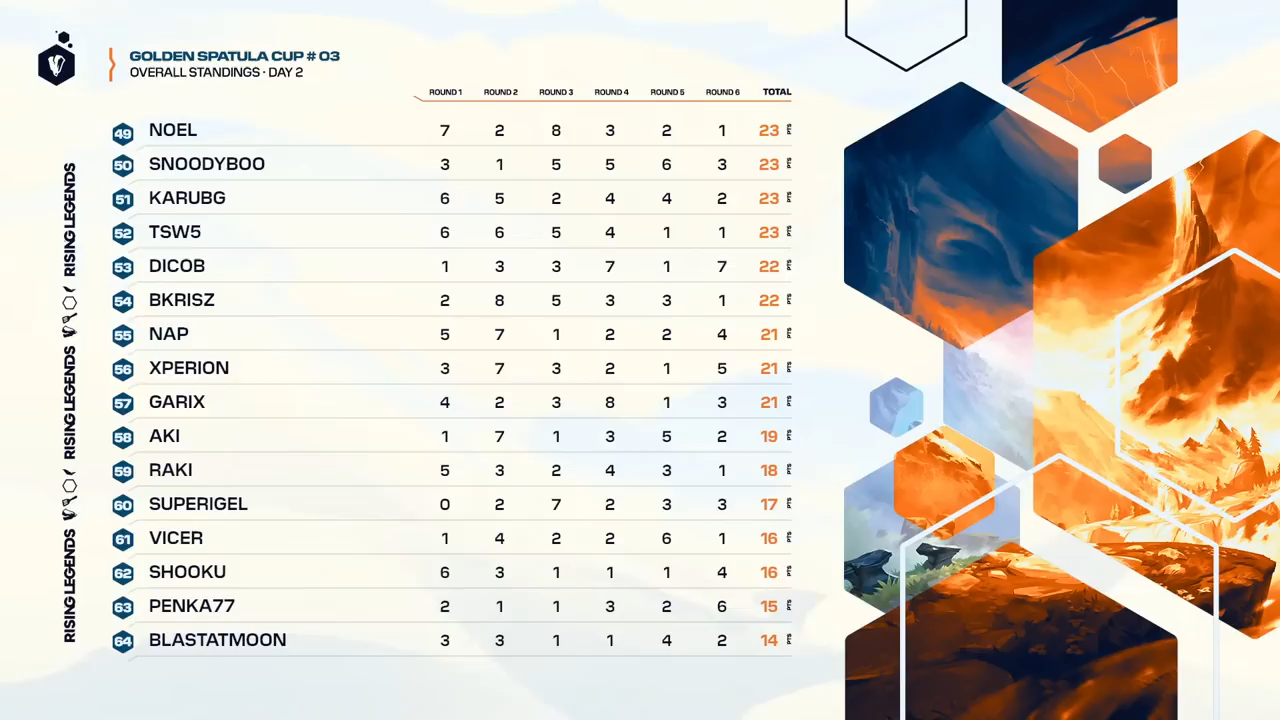 GOLDEN SPATULA CUP # 03
OVERALL STANDINGS · DAY 2
ROUND 1 ROUND 2 ROUND 3 ROUND 4 ROUND 5 ROUND 6 TOTAL
49 NOEL 7 2 8 3 2 1 23 PTS
50 SNOODYBOO 3 1 5 5 6 3 23 PTS
51 KARUBG 6 5 2 4 4 2 23 PTS
52 TSW5 6 6 5 4 1 1 23 PTS
53 DICOB 1 3 3 7 1 7 22 PTS
54 BKRISZ 2 8 5 3 3 1 22 PTS
55 NAP 5 7 1 2 2 4 21 PTS
56 XPERION 3 7 3 2 1 5 21 PTS
57 GARIX 4 2 3 8 1 3 21 PTS
58 AKI 1 7 1 3 5 2 19 PTS
59 RAKI 5 3 2 4 3 1 18 PTS
60 SUPERIGEL 0 2 7 2 3 3 17 PTS
61 VICER 1 4 2 2 6 1 16 PTS
62 SHOOKU 6 3 1 1 1 4 16 PTS
63 PENKA77 2 1 1 3 2 6 15 PTS
64 BLASTATMOON 3 3 1 1 4 2 14 PTS
RISING LEGENDS RISING LEGENDS RISING LEGENDS